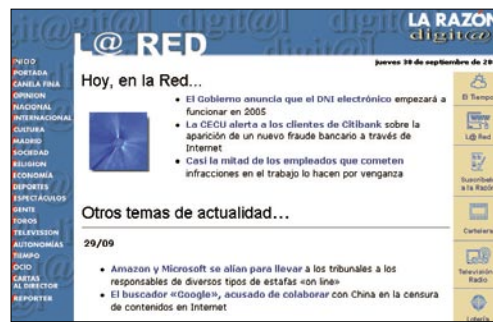 LA RAZÓN
digit@l
L@ RED
jueves 30 de septiembre de 20
INICIO
PORTADA
CANELA FINA
OPINION
NACIONAL
INTERNACIONAL
CULTURA
MADRID
SOCIEDAD
RELIGION
ECONOMÍA
DEPORTES
ESPECTÁCULOS
GENTE
TOROS
TELEVISION
AUTONOMÍAS
TIEMPO
OCIO
CARTAS
AL DIRECTOR
REPORTER
Hoy, en la Red...
• El Gobierno anuncia que el DNI electrónico empezará a
funcionar en 2005
• La CECU alerta a los clientes de Citibank sobre la
aparición de un nuevo fraude bancario a través de
Internet
• Casi la mitad de los empleados que cometen
infracciones en el trabajo lo hacen por venganza
Otros temas de actualidad...
29/09
• Amazon y Microsoft se alían para llevar a los tribunales a los
responsables de diversos tipos de estafas «on line»
• El buscador «Google», acusado de colaborar con China en la censura
de contenidos en Internet
El Tiempo
WWW
L@ Red
Suscríbete
a la Razón
Cartelera
Televisión
Radio
Lotería